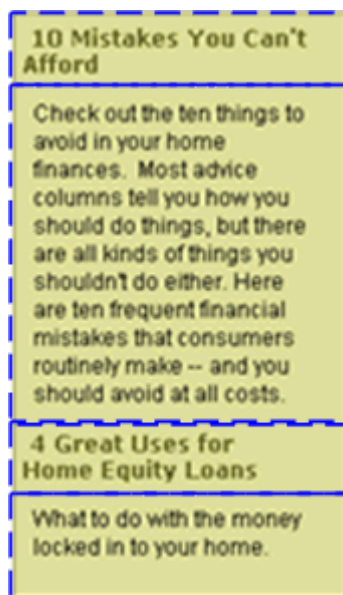 10 Mistakes You Can't
Afford
Check out the ten things to
avoid in your home
finances.  Most advice
columns tell you how you
should do things, but there
are all kinds of things you
shouldn't do either. Here
are ten frequent financial
mistakes that consumers
routinely make -- and you
should avoid at all costs.
4 Great Uses for
Home Equity Loans
What to do with the money
locked in to your home.